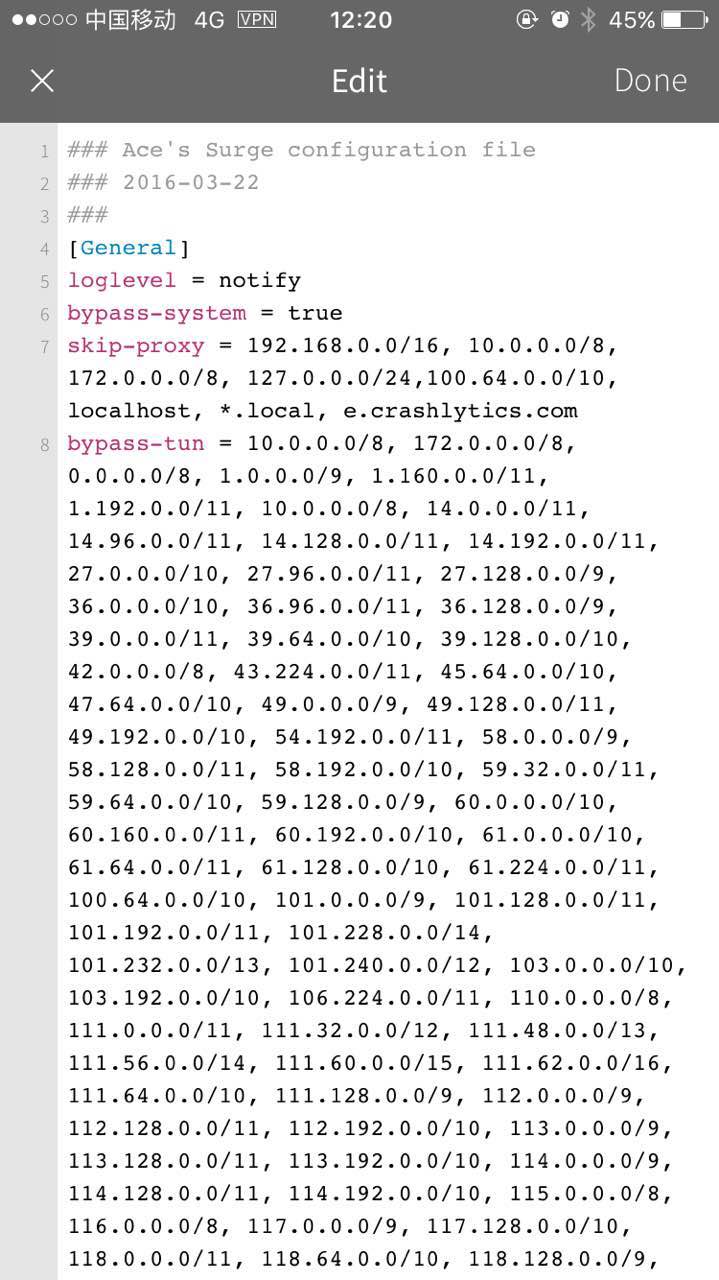 中国移动 4G VPN 12:20 45%
Edit Done
1 ### Ace's Surge configuration file
2 ### 2016-03-22
3 ###
4 [General]
5 loglevel = notify
6 bypass-system = true
7 skip-proxy = 192.168.0.0/16, 10.0.0.0/8,
172.0.0.0/8, 127.0.0.0/24,100.64.0.0/10,
localhost, *.local, e.crashlytics.com
8 bypass-tun = 10.0.0.0/8, 172.0.0.0/8,
0.0.0.0/8, 1.0.0.0/9, 1.160.0.0/11,
1.192.0.0/11, 10.0.0.0/8, 14.0.0.0/11,
14.96.0.0/11, 14.128.0.0/11, 14.192.0.0/11,
27.0.0.0/10, 27.96.0.0/11, 27.128.0.0/9,
36.0.0.0/10, 36.96.0.0/11, 36.128.0.0/9,
39.0.0.0/11, 39.64.0.0/10, 39.128.0.0/10,
42.0.0.0/8, 43.224.0.0/11, 45.64.0.0/10,
47.64.0.0/10, 49.0.0.0/9, 49.128.0.0/11,
49.192.0.0/10, 54.192.0.0/11, 58.0.0.0/9,
58.128.0.0/11, 58.192.0.0/10, 59.32.0.0/11,
59.64.0.0/10, 59.128.0.0/9, 60.0.0.0/10,
60.160.0.0/11, 60.192.0.0/10, 61.0.0.0/10,
61.64.0.0/11, 61.128.0.0/10, 61.224.0.0/11,
100.64.0.0/10, 101.0.0.0/9, 101.128.0.0/11,
101.192.0.0/11, 101.228.0.0/14,
101.232.0.0/13, 101.240.0.0/12, 103.0.0.0/10,
103.192.0.0/10, 106.224.0.0/11, 110.0.0.0/8,
111.0.0.0/11, 111.32.0.0/12, 111.48.0.0/13,
111.56.0.0/14, 111.60.0.0/15, 111.62.0.0/16,
111.64.0.0/10, 111.128.0.0/9, 112.0.0.0/9,
112.128.0.0/11, 112.192.0.0/10, 113.0.0.0/9,
113.128.0.0/11, 113.192.0.0/10, 114.0.0.0/9,
114.128.0.0/11, 114.192.0.0/10, 115.0.0.0/8,
116.0.0.0/8, 117.0.0.0/9, 117.128.0.0/10,
118.0.0.0/11, 118.64.0.0/10, 118.128.0.0/9,